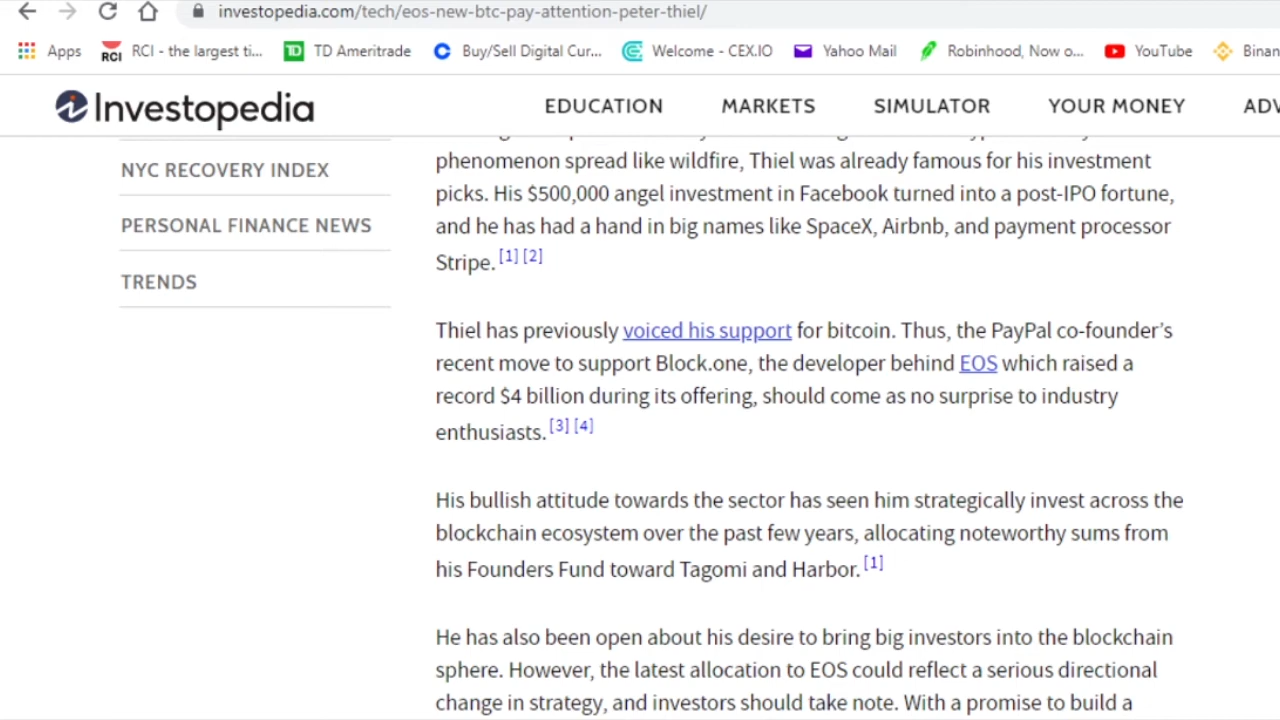 investopedia.com/tech/eos-new-btc-pay-attention-peter-thiel/
Apps RCI - the largest ti... TD Ameritrade Buy/Sell Digital Cur... Welcome - CEX.IO Yahoo Mail Robinhood, Now o... YouTube Binan
Investopedia EDUCATION MARKETS SIMULATOR YOUR MONEY ADV
NYC RECOVERY INDEX
PERSONAL FINANCE NEWS
TRENDS
phenomenon spread like wildfire, Thiel was already famous for his investment
picks. His $500,000 angel investment in Facebook turned into a post-IPO fortune,
and he has had a hand in big names like SpaceX, Airbnb, and payment processor
Stripe. [1] [2]
Thiel has previously voiced his support for bitcoin. Thus, the PayPal co-founder’s
recent move to support Block.one, the developer behind EOS which raised a
record $4 billion during its offering, should come as no surprise to industry
enthusiasts. [3] [4]
His bullish attitude towards the sector has seen him strategically invest across the
blockchain ecosystem over the past few years, allocating noteworthy sums from
his Founders Fund toward Tagomi and Harbor. [1]
He has also been open about his desire to bring big investors into the blockchain
sphere. However, the latest allocation to EOS could reflect a serious directional
change in strategy, and investors should take note. With a promise to build a